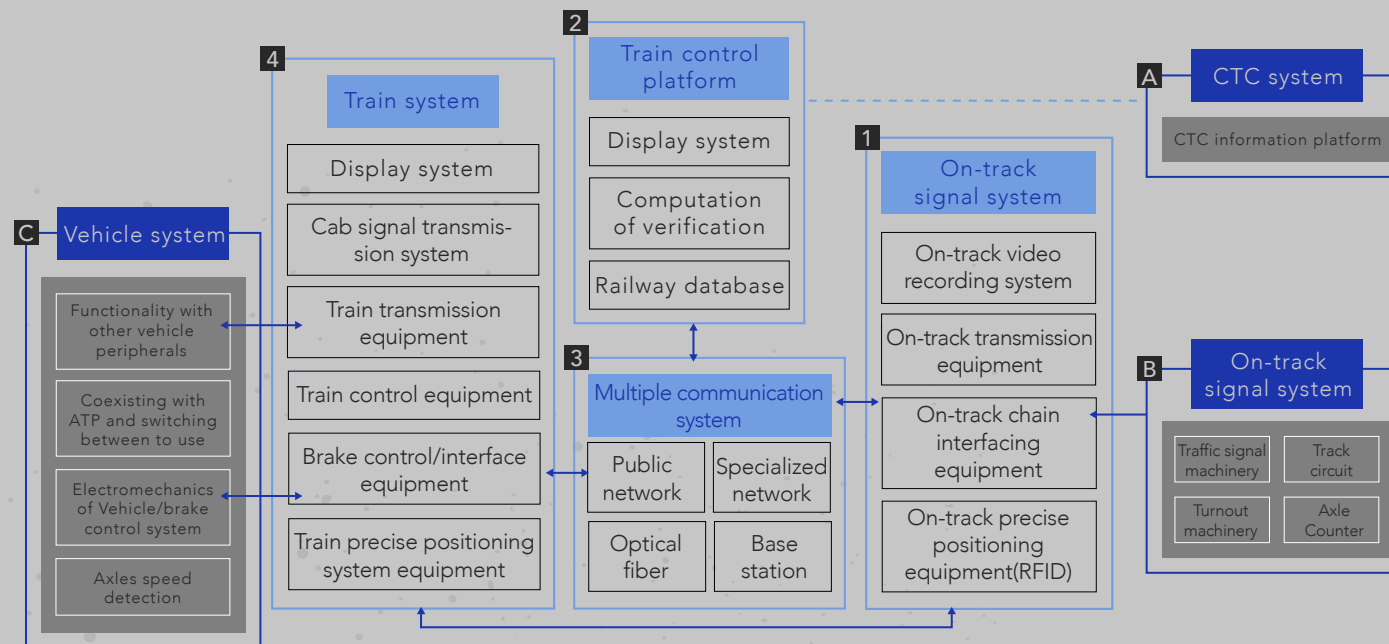 C
Vehicle system
Functionality with
other vehicle
peripherals
Coexisting with
ATP and switching
between to use
Electromechanics
of Vehicle/brake
control system
Axles speed
detection
4
Train system
Display system
Cab signal transmis-
sion system
Train transmission
equipment
Train control equipment
Brake control/interface
equipment
Train precise positioning
system equipment
2
Train control
platform
Display system
Computation
of verification
Railway database
3
Multiple communication
system
Public
network
Specialized
network
Optical
fiber
Base
station
1
On-track
signal system
On-track video
recording system
On-track transmission
equipment
On-track chain
interfacing
equipment
On-track precise
positioning
equipment(RFID)
A
CTC system
CTC information platform
B
On-track
signal system
Traffic signal
machinery
Track
circuit
Turnout
machinery
Axle
Counter